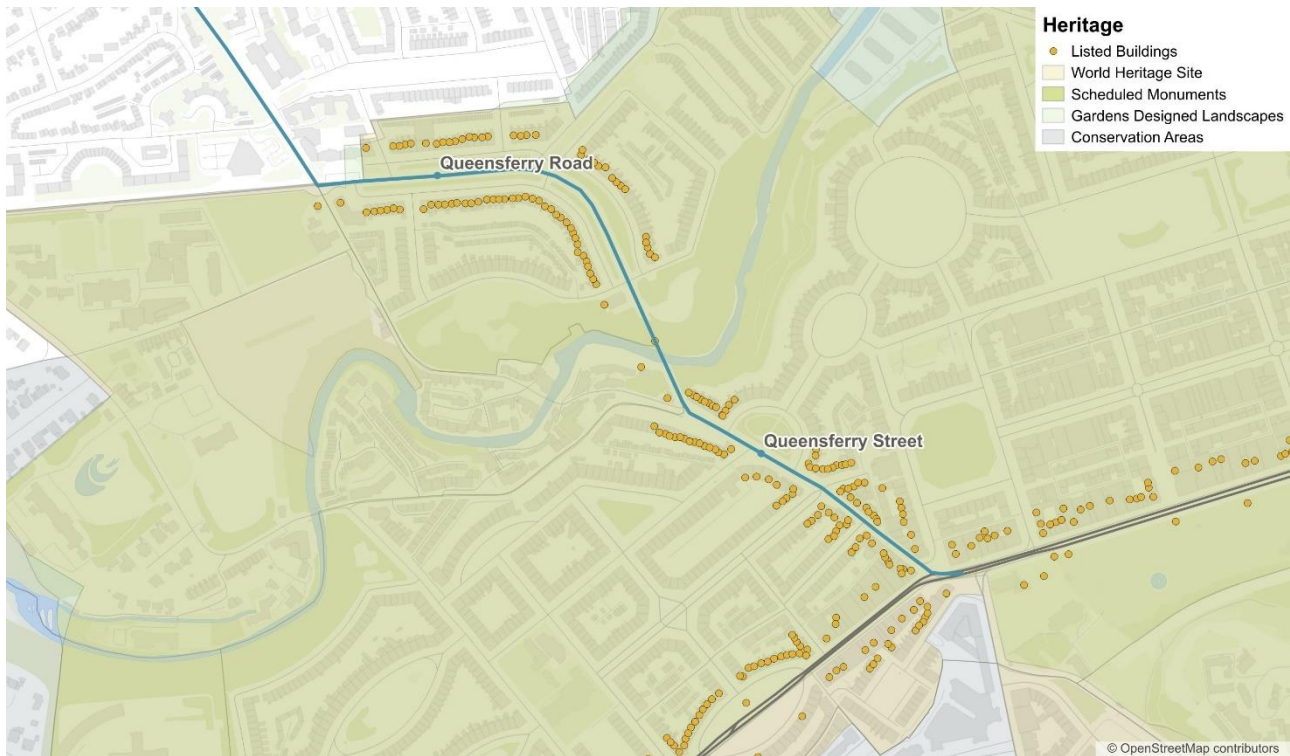 Heritage
Listed Buildings
World Heritage Site
Scheduled Monuments
Gardens Designed Landscapes
Conservation Areas
Queensferry Road
Queensferry Street
© OpenStreetMap contributors